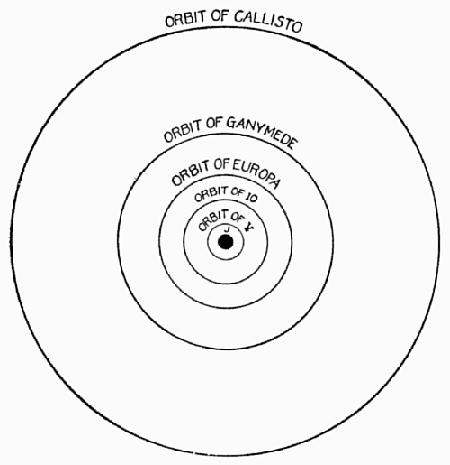 ORBIT OF CALLISTO
ORBIT OF GANYMEDE
ORBIT OF EUROPA
ORBIT OF IO
ORBIT OF V
J